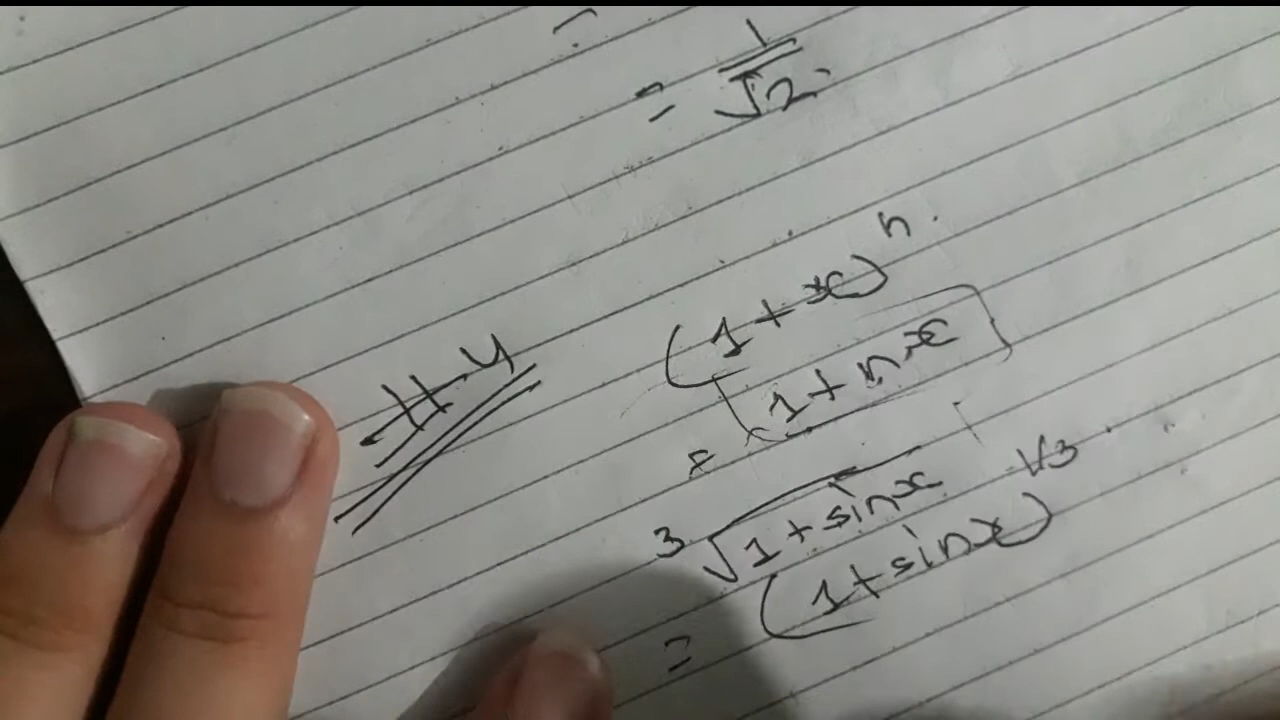 = 1/√2.
#4
(1+x)ⁿ.
= 1+nx
³√1+sinx
= (1+sinx)^1/3